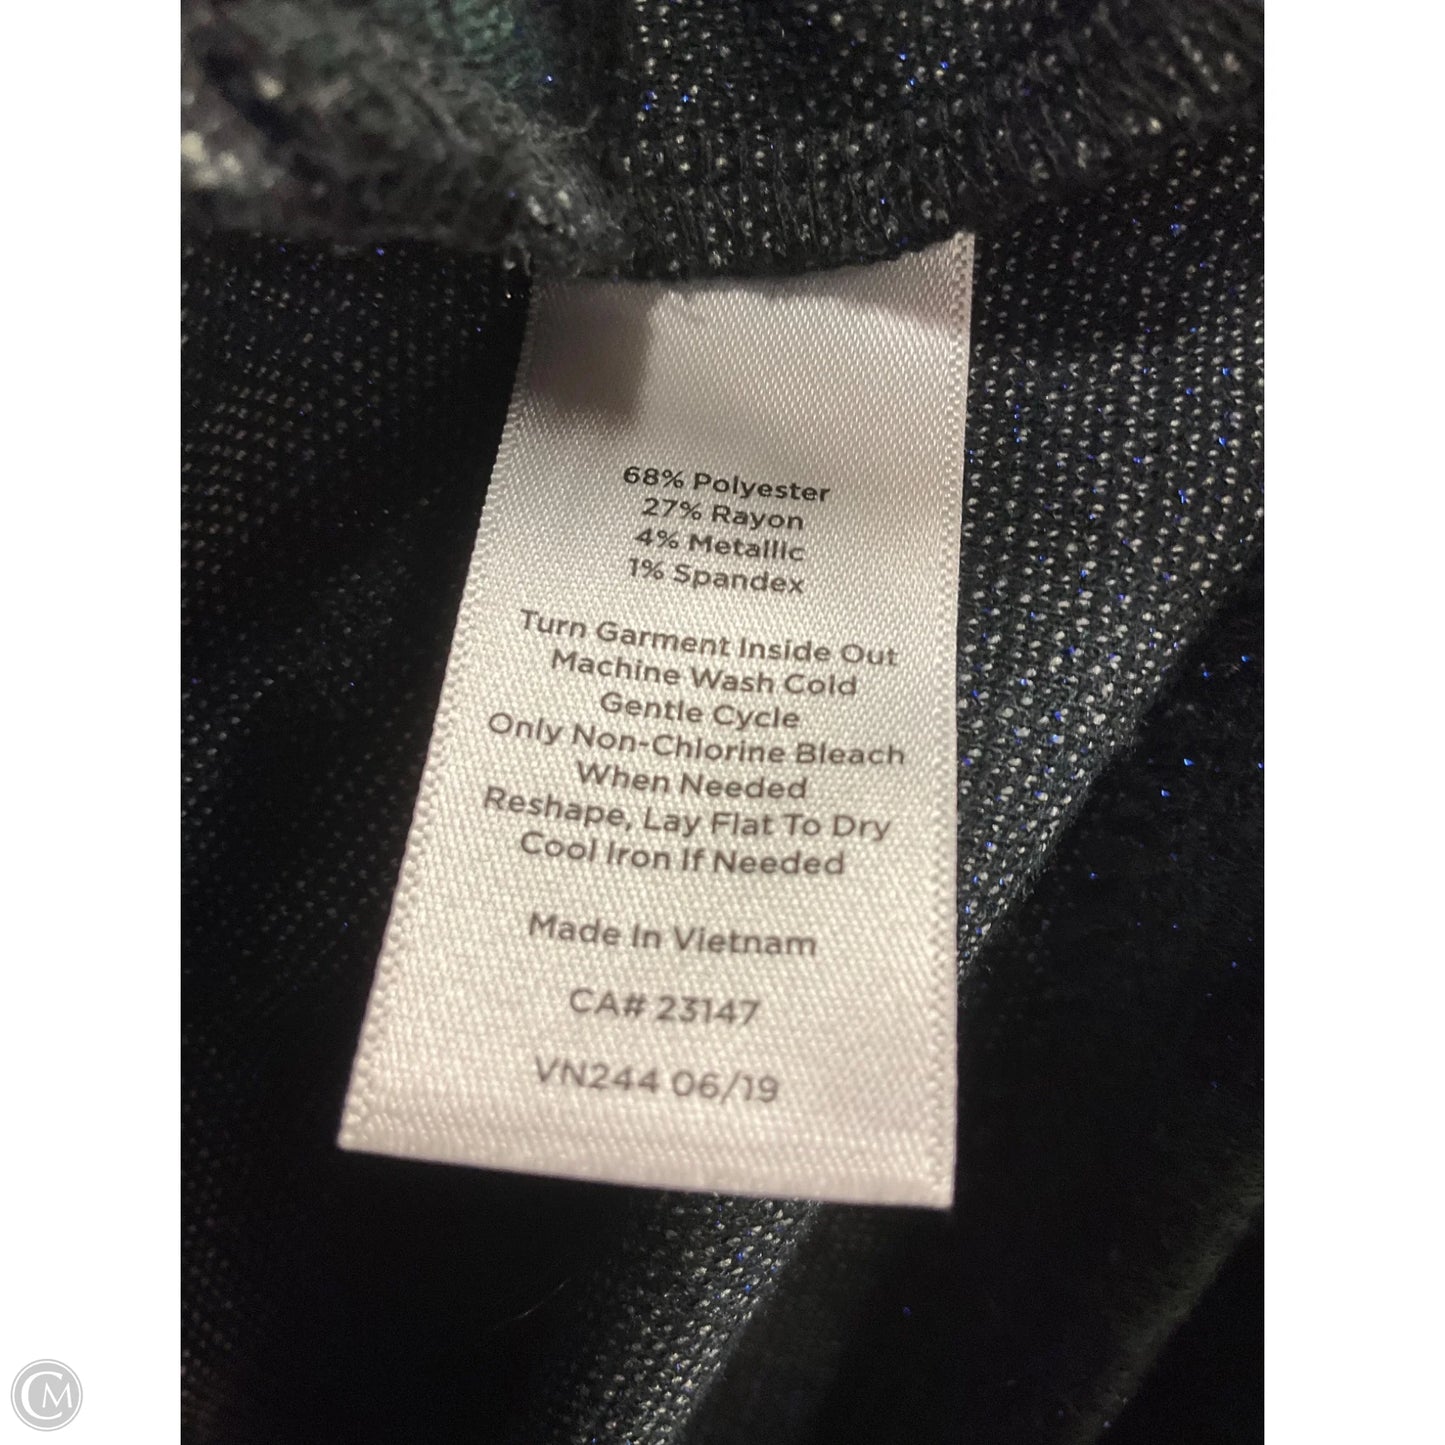 68% Polyester
27% Rayon
4% Metallic
1% Spandex
Turn Garment Inside Out
Machine Wash Cold
Gentle Cycle
Only Non-Chlorine Bleach
When Needed
Reshape, Lay Flat To Dry
Cool Iron If Needed
Made In Vietnam
CA# 23147
VN244 06/19
CM